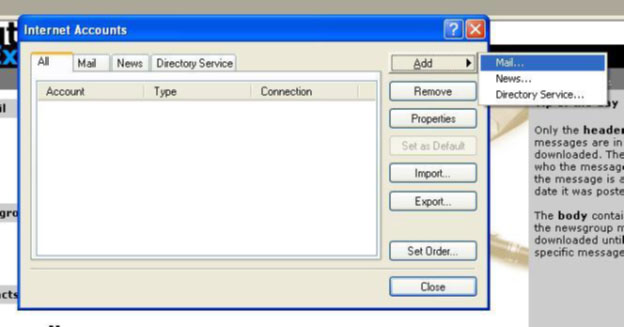 Internet Accounts
All Mail News Directory Service
Account Type Connection
Add
Remove
Properties
Set as Default
Import...
Export...
Set Order...
Close
Mail...
News...
Directory Service...
Only the header
messages are in
downloaded. The
who the message
the message is a
date it was poste
The body contai
the newsgroup m
downloaded until
specific message